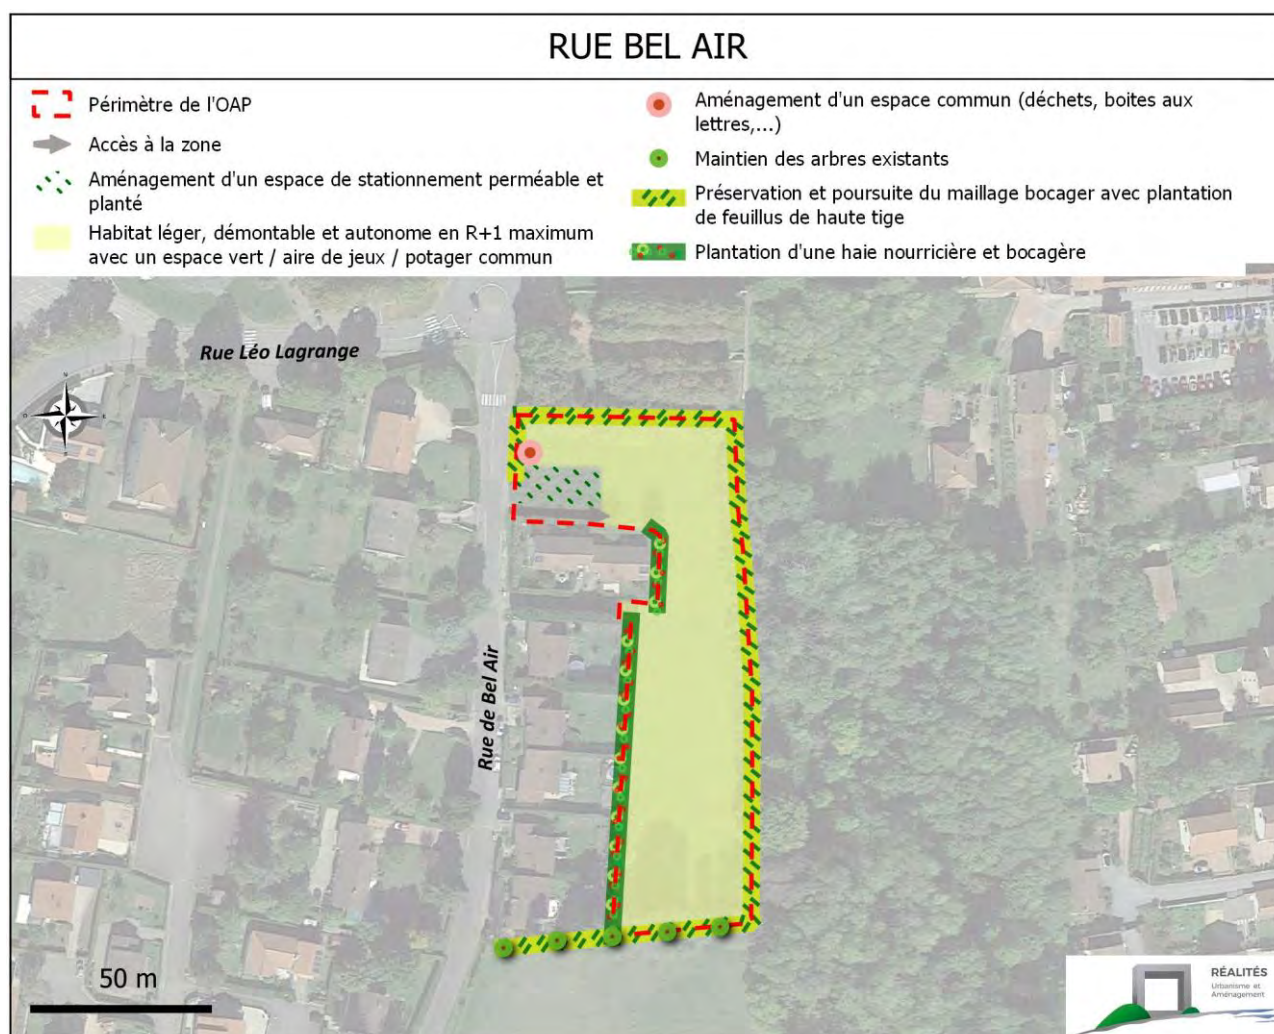 RUE BEL AIR
Périmètre de l'OAP
Accès à la zone
Aménagement d'un espace de stationnement perméable et
planté
Habitat léger, démontable et autonome en R+1 maximum
avec un espace vert / aire de jeux / potager commun
Aménagement d'un espace commun (déchets, boites aux
lettres,...)
Maintien des arbres existants
Préservation et poursuite du maillage bocager avec plantation
de feuillus de haute tige
Plantation d'une haie nourricière et bocagère
Rue Léo Lagrange
N
O
E
S
Rue de Bel Air
50 m
RÉALITÉS
Urbanisme et
Aménagement